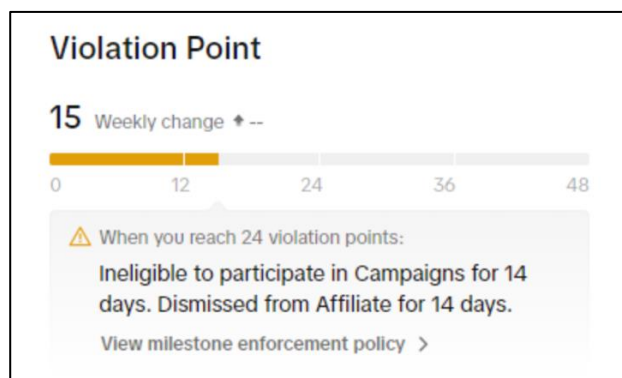 Violation Point
15 Weekly change ↑ --
0 12 24 36 48
When you reach 24 violation points:
Ineligible to participate in Campaigns for 14
days. Dismissed from Affiliate for 14 days.
View milestone enforcement policy >